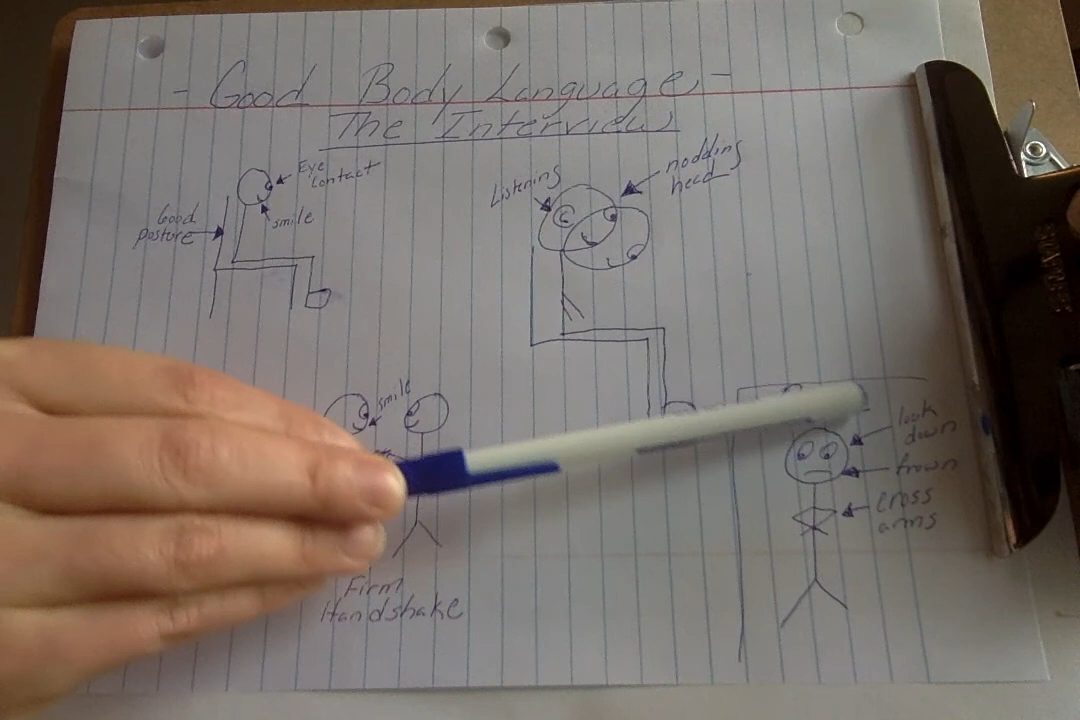 - Good Body Language -
The Interview
Eye
Contact
smile
Good
Posture
Listening
nodding
head
smile
Firm
Handshake
look
down
frown
cross
arms